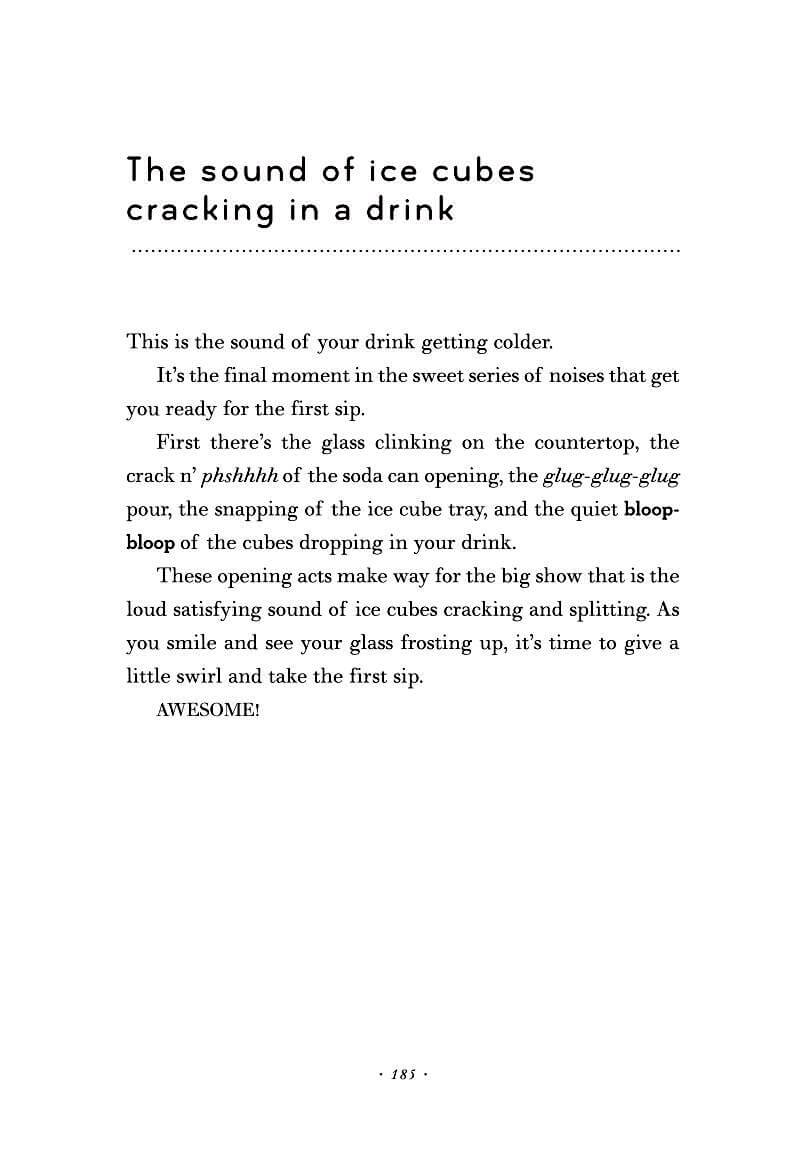 The sound of ice cubes
cracking in a drink
This is the sound of your drink getting colder.
It’s the final moment in the sweet series of noises that get
you ready for the first sip.
First there’s the glass clinking on the countertop, the
crack n’ phshhhh of the soda can opening, the glug-glug-glug
pour, the snapping of the ice cube tray, and the quiet bloop-
bloop of the cubes dropping in your drink.
These opening acts make way for the big show that is the
loud satisfying sound of ice cubes cracking and splitting. As
you smile and see your glass frosting up, it’s time to give a
little swirl and take the first sip.
AWESOME!
· 185 ·